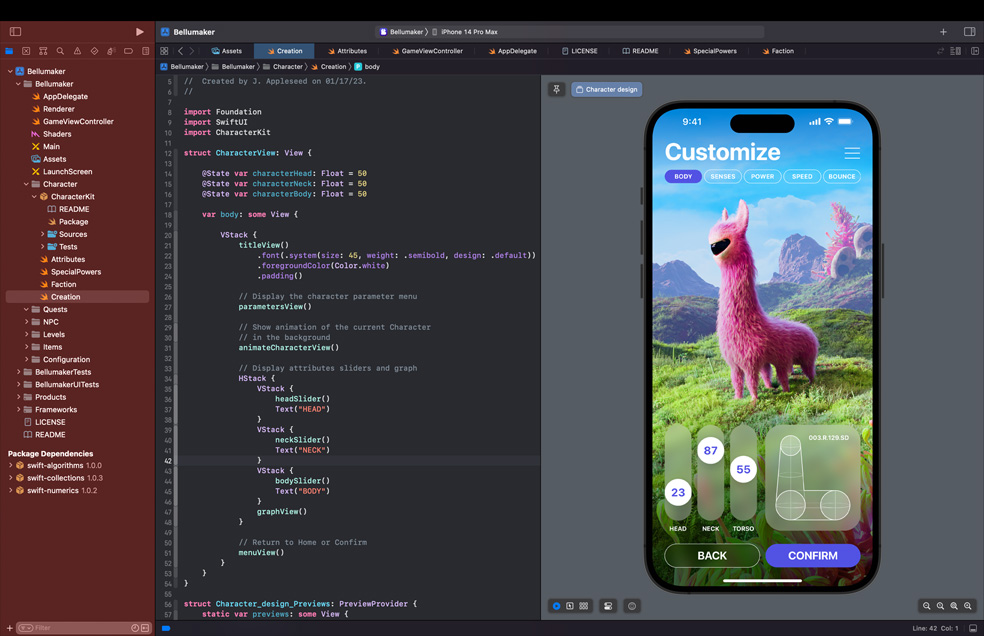 Bellumaker
Bellumaker 〉 iPhone 14 Pro Max
Assets
Creation
Attributes
GameViewController
AppDelegate
LICENSE
README
SpecialPowers
Faction
Bellumaker 〉 Bellumaker 〉 Character 〉 Creation 〉 P body
Bellumaker
Bellumaker
AppDelegate
Renderer
GameViewController
Shaders
Main
Assets
LaunchScreen
Character
CharacterKit
README
Package
Sources
Tests
Attributes
SpecialPowers
Faction
Creation
Quests
NPC
Levels
Items
Configuration
BellumakerTests
BellumakerUITests
Products
Frameworks
LICENSE
README
Package Dependencies
swift-algorithms 1.0.0
swift-collections 1.0.3
swift-numerics 1.0.2
Filter
5 // Created by J. Appleseed on 01/17/23.
6 //
7
8 import Foundation
9 import SwiftUI
10 import CharacterKit
11
12 struct CharacterView: View {
13
14 @State var characterHead: Float = 50
15 @State var characterNeck: Float = 50
16 @State var characterBody: Float = 50
17
18 var body: some View {
19
20 VStack {
21 titleView()
22 .font(.system(size: 45, weight: .semibold, design: .default))
23 .foregroundColor(Color.white)
24 .padding()
25
26 // Display the character parameter menu
27 parametersView()
28
29 // Show animation of the current Character
30 // in the background
31 animateCharacterView()
32
33 // Display attributes sliders and graph
34 HStack {
35 VStack {
36 headSlider()
37 Text("HEAD")
38 }
39 VStack {
40 neckSlider()
41 Text("NECK")
42 }
43 VStack {
44 bodySlider()
45 Text("BODY")
46 }
47 graphView()
48 }
49
50 // Return to Home or Confirm
51 menuView()
52 }
53 }
54 }
55
56 struct Character_design_Previews: PreviewProvider {
57 static var previews: some View {
Character design
9:41
Customize
BODY SENSES POWER SPEED BOUNCE
003.R.129.5D
87
55
23
HEAD NECK TORSO
BACK CONFIRM
Line: 42 Col: 1